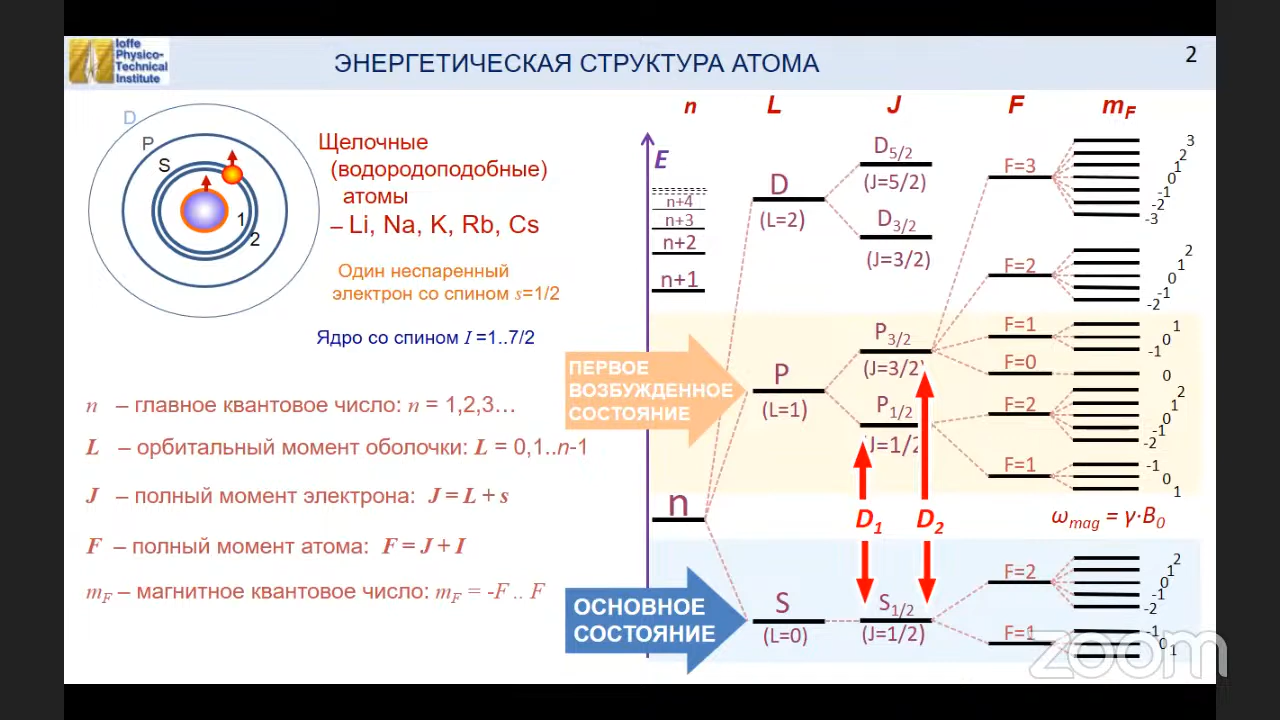 Ioffe
Physico-
Technical
Institute
ЭНЕРГЕТИЧЕСКАЯ СТРУКТУРА АТОМА
2
D
P
S
1
2
Щелочные
(водородоподобные)
атомы
– Li, Na, K, Rb, Cs
Один неспаренный
электрон со спином s=1/2
Ядро со спином I =1..7/2
n – главное квантовое число: n = 1,2,3…
L – орбитальный момент оболочки: L = 0,1..n-1
J – полный момент электрона: J = L + s
F – полный момент атома: F = J + I
mF – магнитное квантовое число: mF = -F .. F
n L J F mF
E
n+4
n+3
n+2
n+1
n
ПЕРВОЕ
ВОЗБУЖДЕННОЕ
СОСТОЯНИЕ
ОСНОВНОЕ
СОСТОЯНИЕ
D
(L=2)
P
(L=1)
S
(L=0)
D5/2
(J=5/2)
D3/2
(J=3/2)
P3/2
(J=3/2)
P1/2
(J=1/2)
D1 D2
S1/2
(J=1/2)
F=3
F=2
F=1
F=0
F=2
F=1
F=2
F=1
3
2
1
0
-1
-2
-3
2
1
0
-1
-2
1
0
-1
0
2
1
0
-1
-2
-1
0
1
ωmag = γ·B0
2
1
0
-1
-2
-1
0
1
zoom